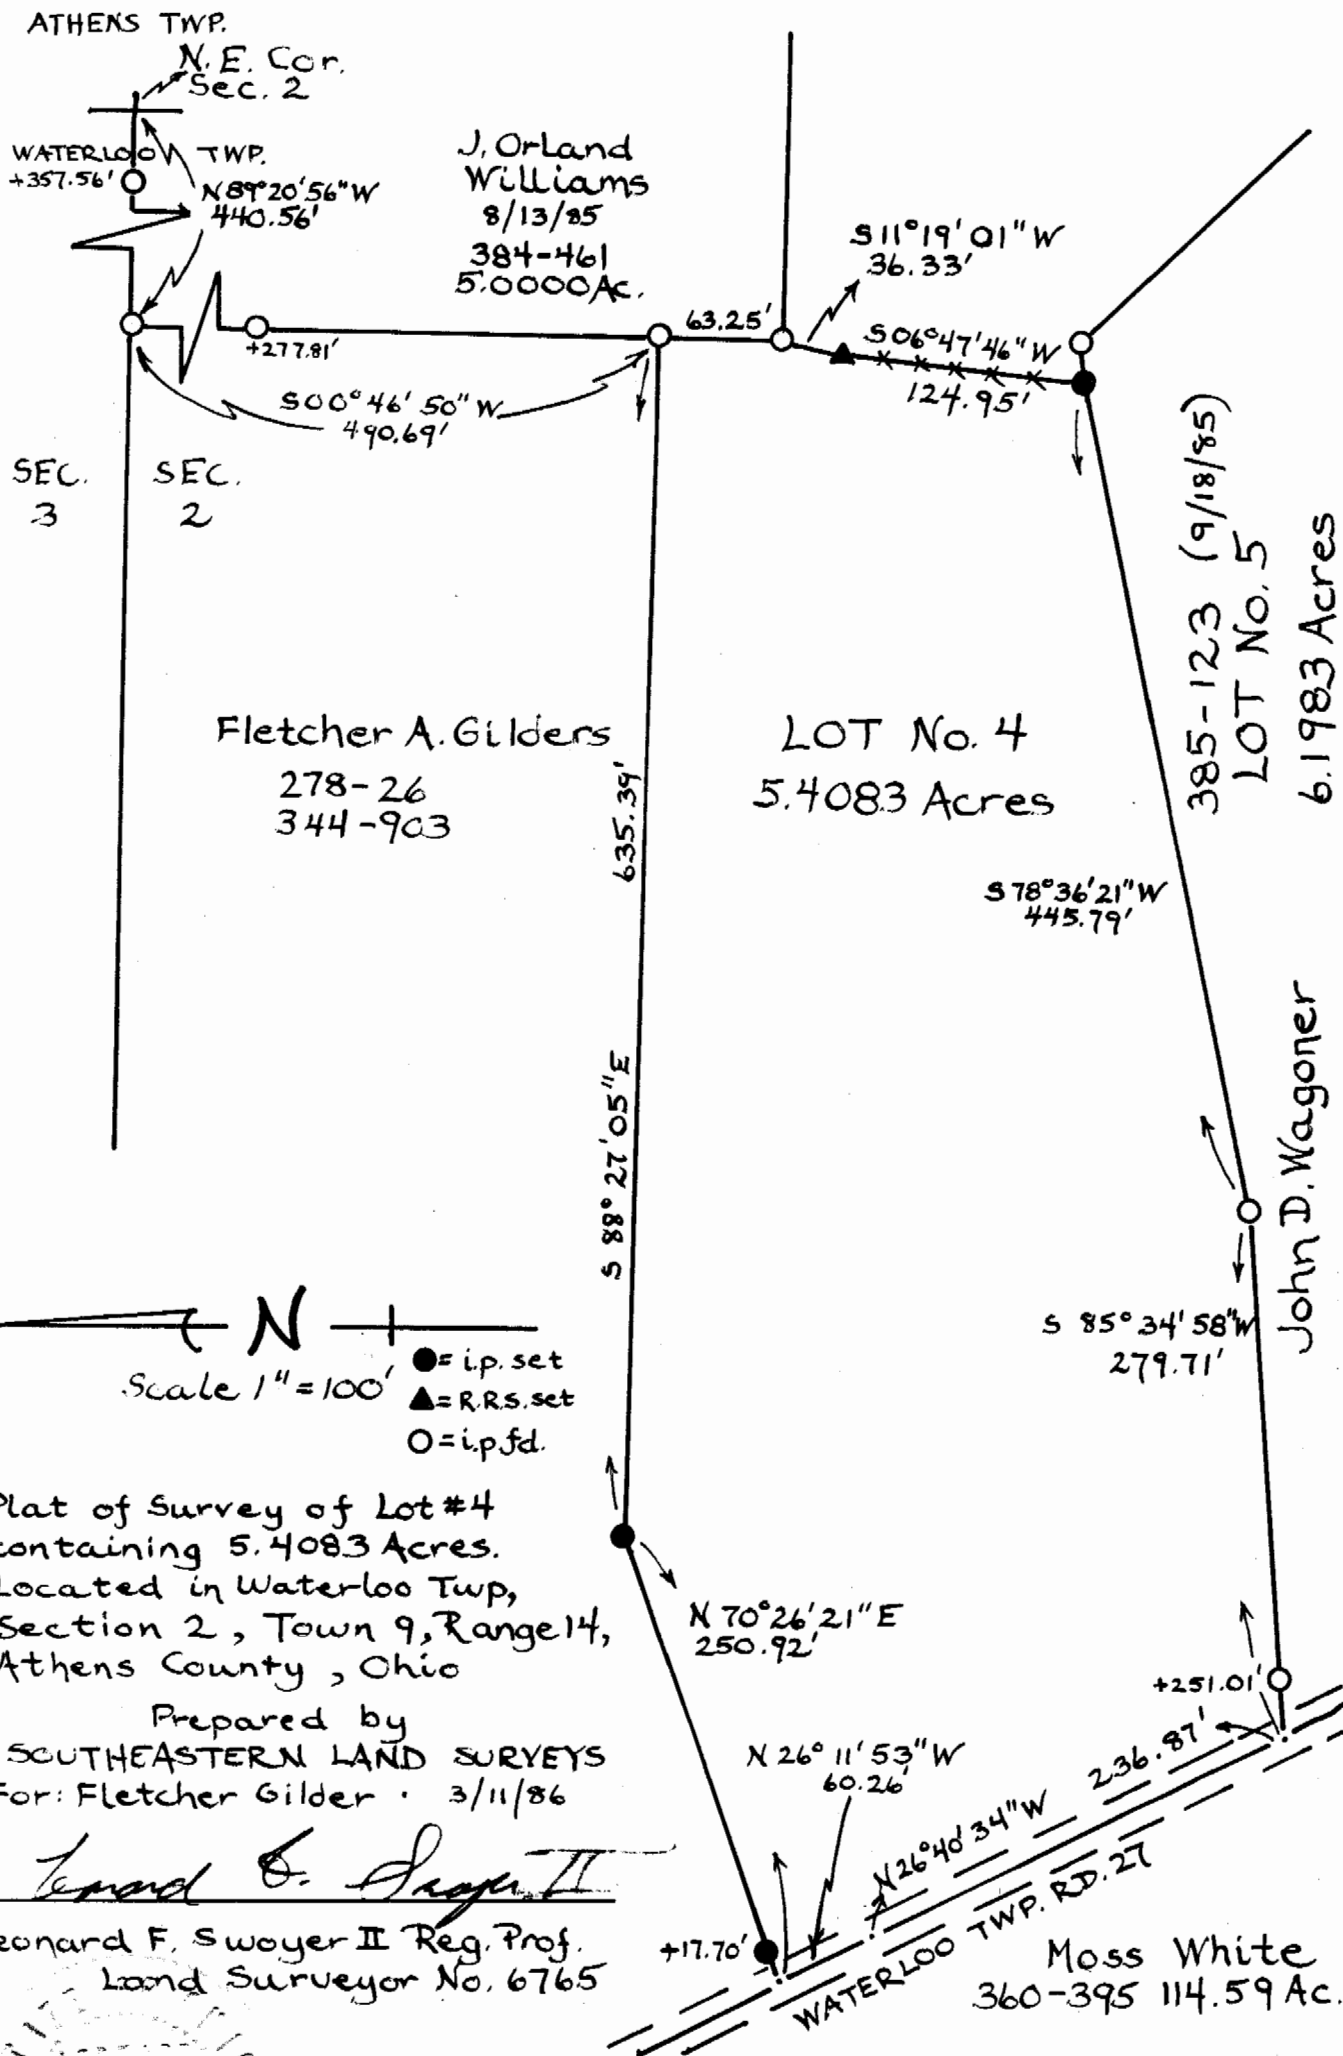 ATHENS TWP.
N.E. Cor.
Sec. 2
WATERLOO TWP.
+357.56'
N89°20'56"W
440.56'
J. Orland
Williams
8/13/85
384-461
5.0000 Ac.
S11°19'01"W
36.33'
63.25'
S06°47'46"W
124.95'
+277.81'
S00°46'50"W
490.69'
SEC.
3
SEC.
2
385-123 (9/18/85)
LOT No. 5
6.1983 Acres
Fletcher A. Gilders
278-26
344-903
635.39'
S 88°27'05"E
LOT No. 4
5.4083 Acres
S78°36'21"W
445.79'
John D. Wagoner
S 85°34'58"W
279.71'
N
Scale 1"=100'
= i.p. set
= R.R.S. set
= i.p fd.
Plat of Survey of Lot #4
containing 5.4083 Acres.
Located in Waterloo Twp,
Section 2, Town 9, Range 14,
Athens County, Ohio
Prepared by
SOUTHEASTERN LAND SURVEYS
For: Fletcher Gilder · 3/11/86
N 70°26'21"E
250.92'
+251.01'
N 26°11'53"W
60.26'
N26°40'34"W
236.87'
+17.70'
WATERLOO TWP. RD. 27
Moss White
360-395 114.59 Ac.
eonard F. Swoyer II Reg. Prof.
Land Surveyor No. 6765